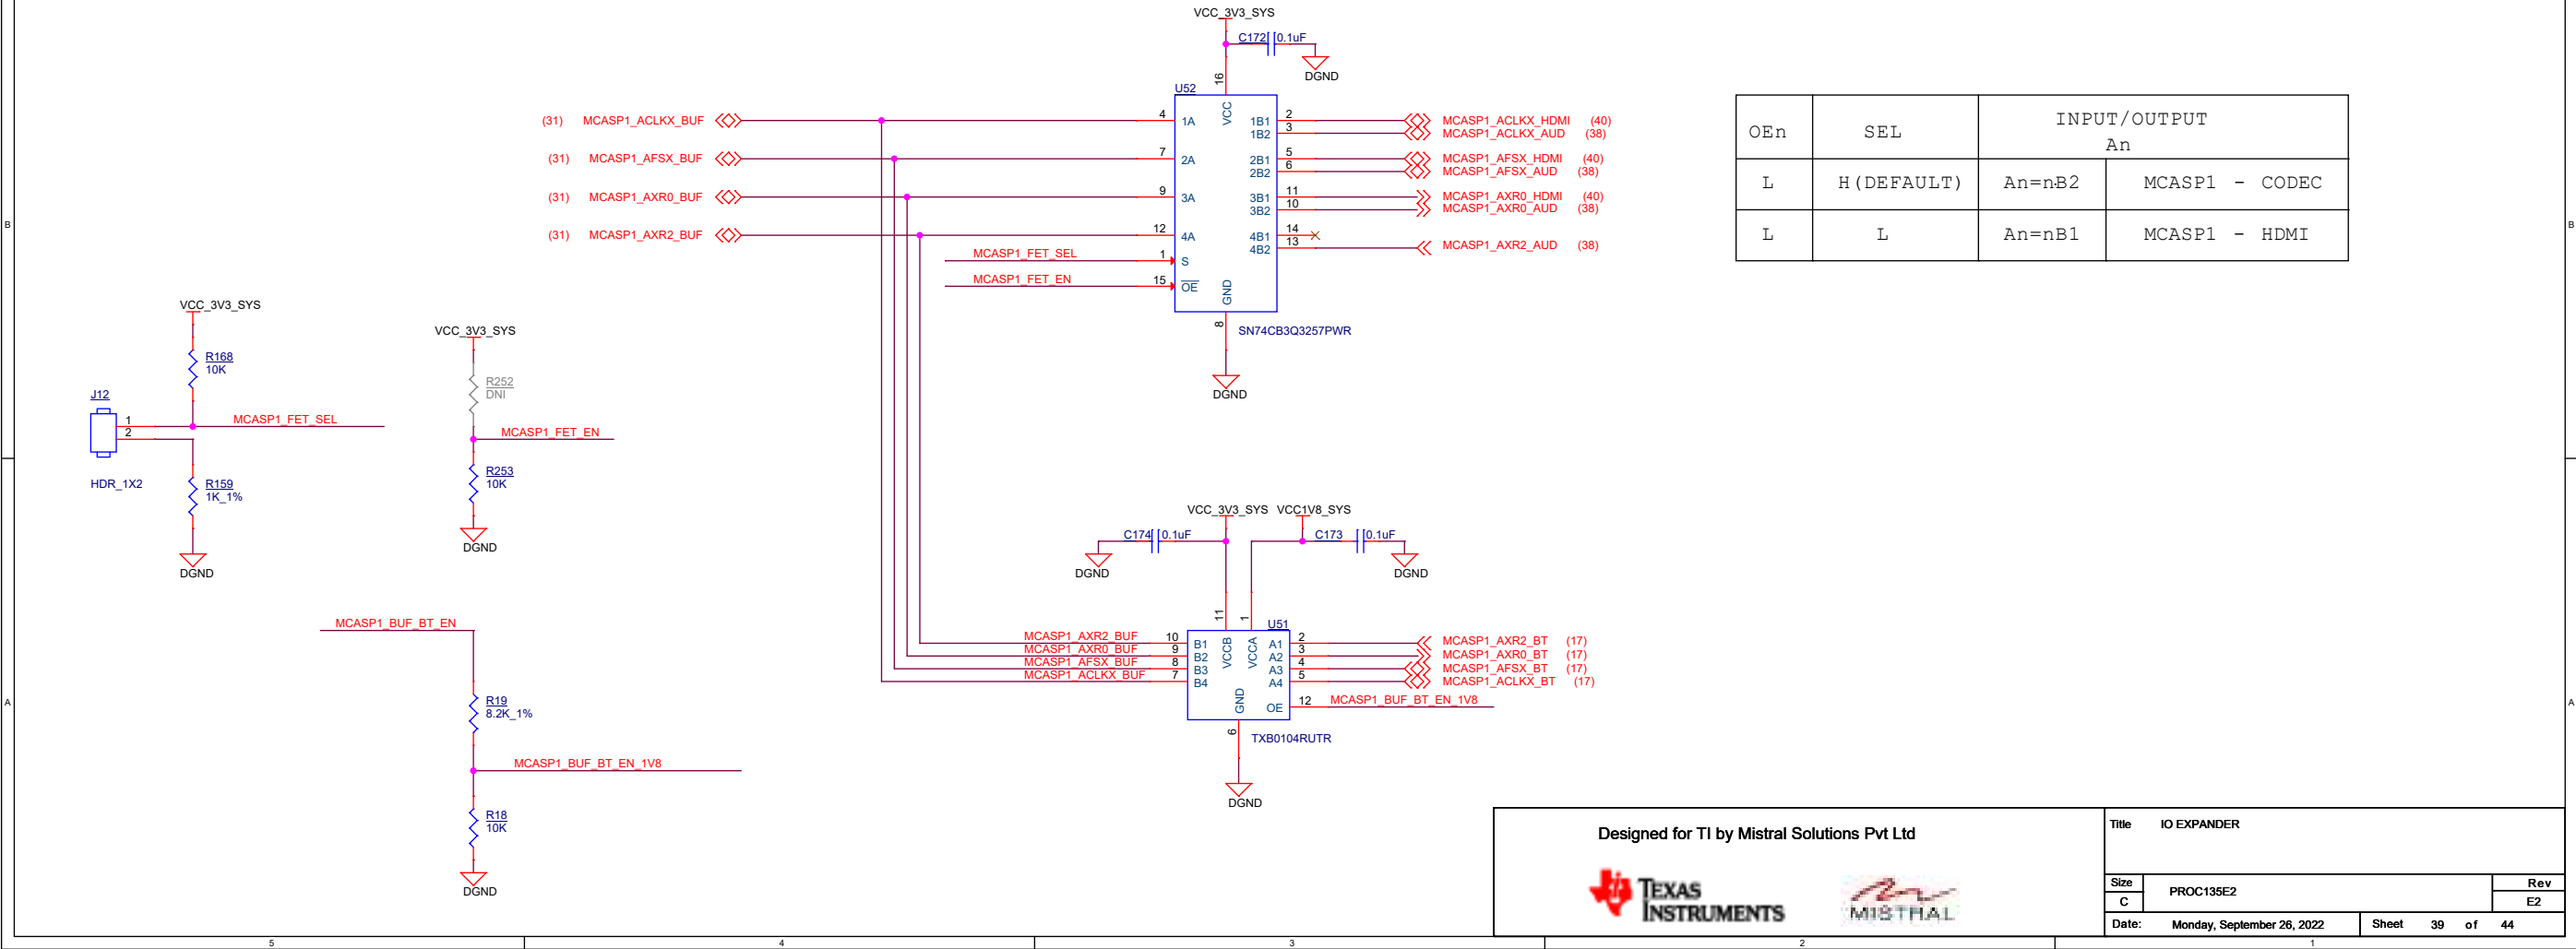 VCC_3V3_SYS
C172 0.1uF
DGND
16
U52
VCC
(31) MCASP1_ACLKX_BUF 4 1A 1B1 2 MCASP1_ACLKX_HDMI (40)
1B2 3 MCASP1_ACLKX_AUD (38)
(31) MCASP1_AFSX_BUF 7 2A 2B1 5 MCASP1_AFSX_HDMI (40)
2B2 6 MCASP1_AFSX_AUD (38)
(31) MCASP1_AXR0_BUF 9 3A 3B1 11 MCASP1_AXR0_HDMI (40)
3B2 10 MCASP1_AXR0_AUD (38)
(31) MCASP1_AXR2_BUF 12 4A 4B1 14
4B2 13 MCASP1_AXR2_AUD (38)
MCASP1_FET_SEL 1 S
MCASP1_FET_EN 15 OE
GND
8
SN74CB3Q3257PWR
DGND
OEn SEL INPUT/OUTPUT
An
L H(DEFAULT) An=nB2 MCASP1 - CODEC
L L An=nB1 MCASP1 - HDMI
B
B
VCC_3V3_SYS
R168
10K
J12
1 MCASP1_FET_SEL
2
HDR_1X2
R159
1K_1%
DGND
VCC_3V3_SYS
R252
DNI
MCASP1_FET_EN
R253
10K
DGND
VCC_3V3_SYS VCC1V8_SYS
C174 0.1uF
C173 0.1uF
DGND
DGND
11 1
U51
VCCB VCCA
MCASP1_AXR2_BUF 10 B1 A1 2 MCASP1_AXR2_BT (17)
MCASP1_AXR0_BUF 9 B2 A2 3 MCASP1_AXR0_BT (17)
MCASP1_AFSX_BUF 8 B3 A3 4 MCASP1_AFSX_BT (17)
MCASP1_ACLKX_BUF 7 B4 A4 5 MCASP1_ACLKX_BT (17)
GND OE 12 MCASP1_BUF_BT_EN_1V8
6
TXB0104RUTR
DGND
MCASP1_BUF_BT_EN
R19
8.2K_1%
MCASP1_BUF_BT_EN_1V8
R18
10K
DGND
A
A
Designed for TI by Mistral Solutions Pvt Ltd
TEXAS
INSTRUMENTS
MISTRAL
Title IO EXPANDER
Size PROC135E2 Rev
C E2
Date: Monday, September 26, 2022 Sheet 39 of 44
5 4 3 2 1